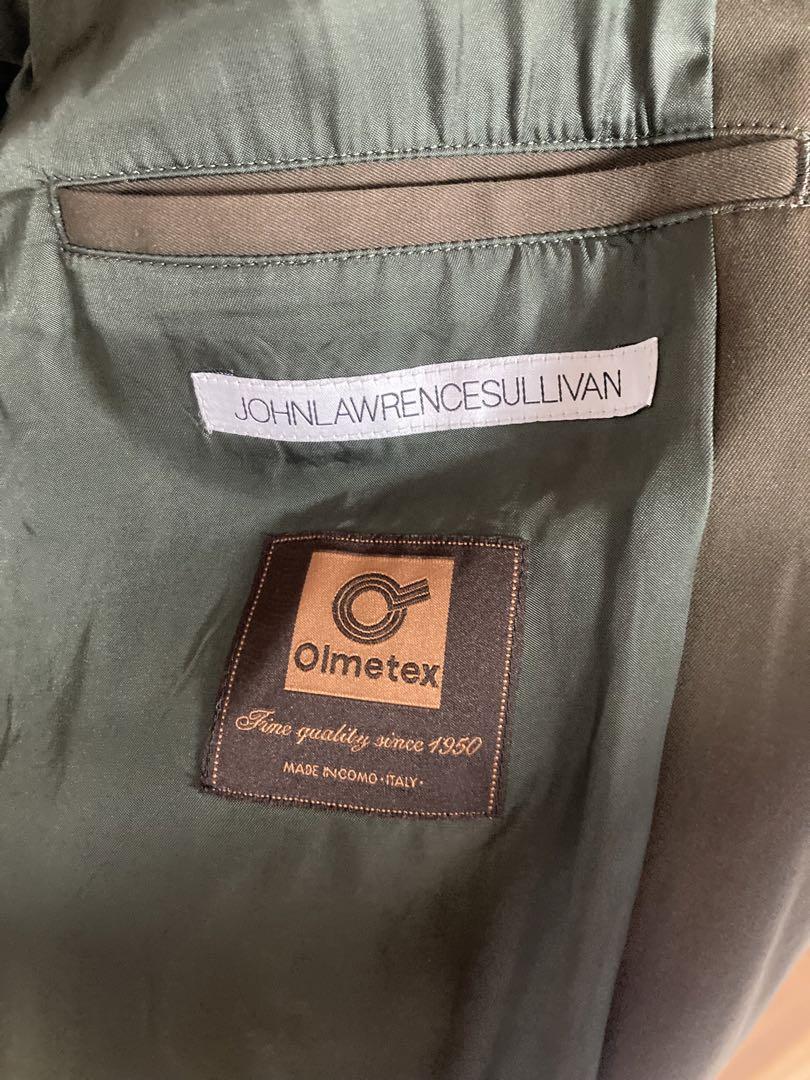 JOHNLAWRENCESULLIVAN
Olmetex
Fine quality since 1950
MADE IN COMO · ITALY ·